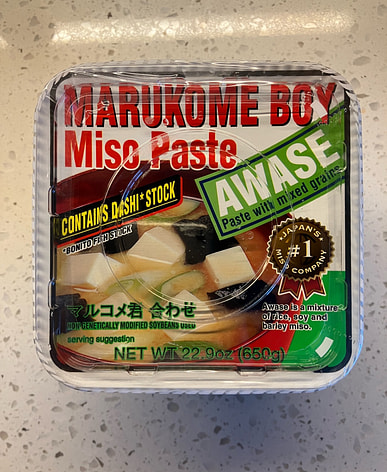 MARUKOME BOY
Miso Paste
AWASE
Paste with mixed grains
CONTAINS DASHI* STOCK
*BONITO FISH STOCK
JAPAN'S
#1
MISO COMPANY
Awase is a mixture
of rice, soy and
barley miso.
マルコメ君 合わせ
NON GENETICALLY MODIFIED SOYBEANS USED
serving suggestion
NET WT 22.9oz (650g)